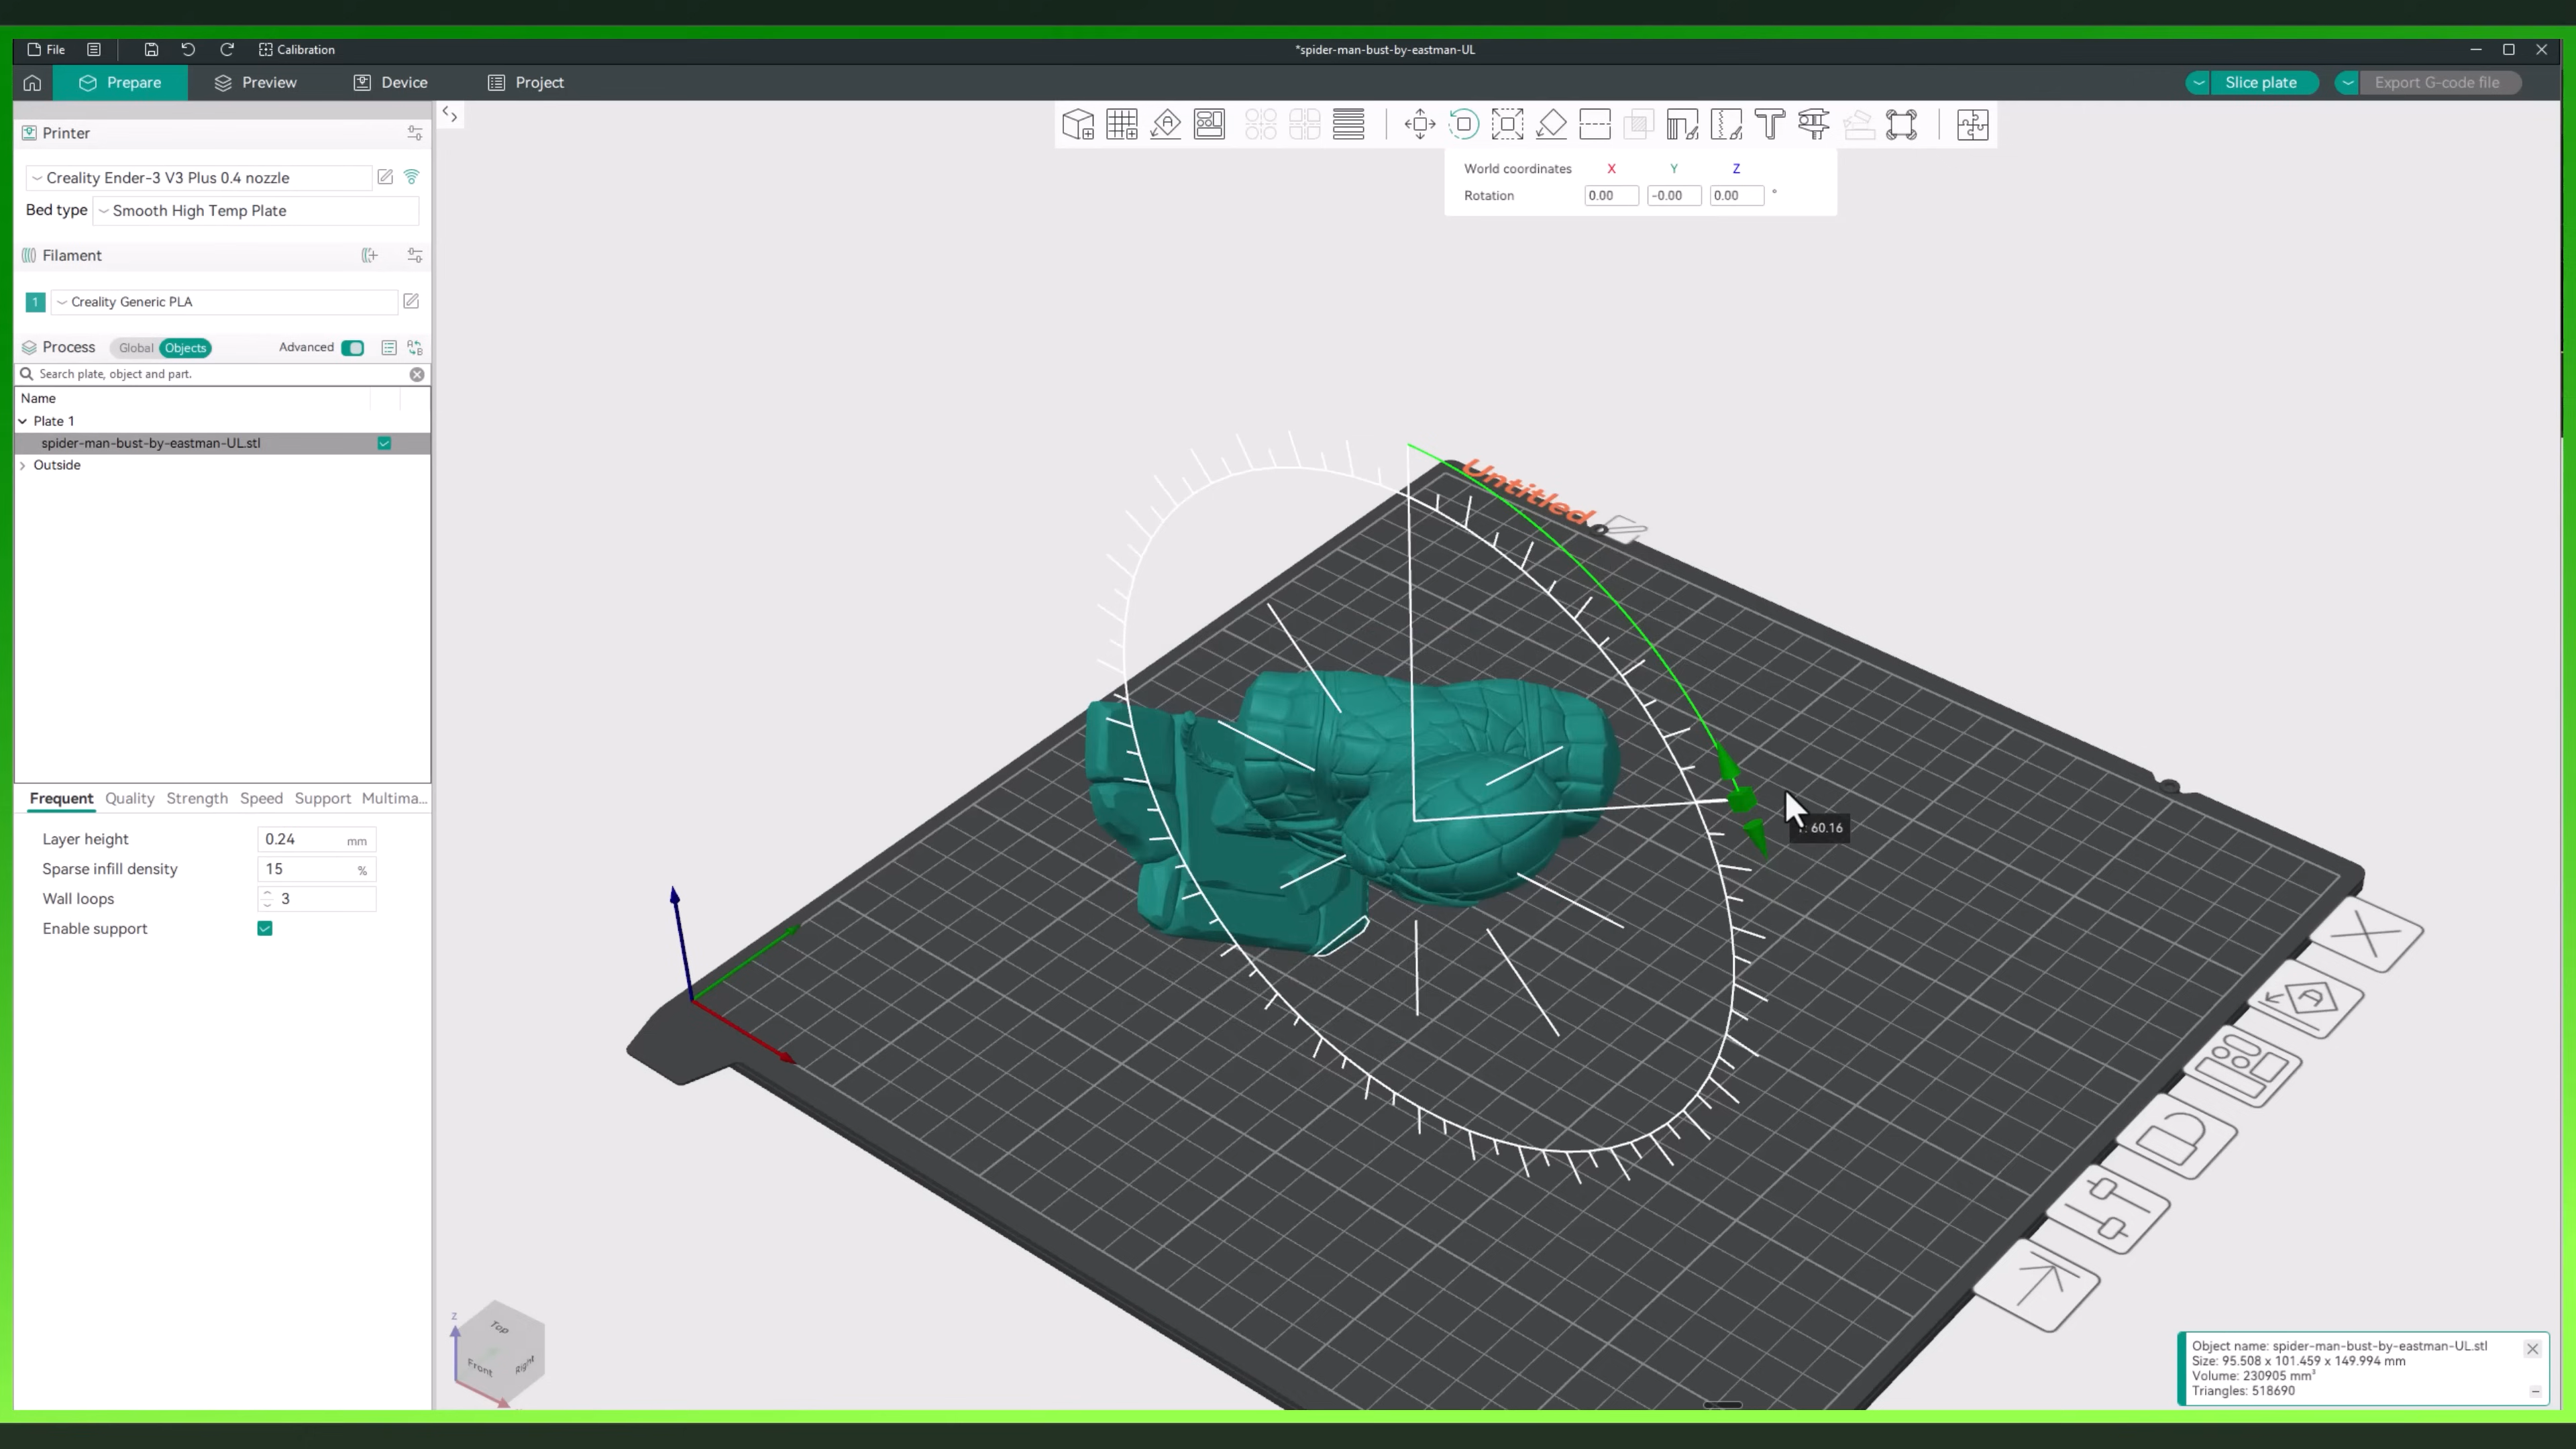 File
Calibration
*spider-man-bust-by-eastman-UL
Prepare
Preview
Device
Project
Slice plate
Export G-code file
Printer
Creality Ender-3 V3 Plus 0.4 nozzle
Bed type
Smooth High Temp Plate
Filament
1
Creality Generic PLA
Process
Global
Objects
Advanced
Search plate, object and part.
Name
Plate 1
spider-man-bust-by-eastman-UL.stl
Outside
Frequent
Quality
Strength
Speed
Support
Multima...
Layer height
0.24
mm
Sparse infill density
15
%
Wall loops
3
Enable support
World coordinates
X
Y
Z
Rotation
0.00
-0.00
0.00
°
Untitled
60.16
Z
Top
Front
Right
Object name: spider-man-bust-by-eastman-UL.stl
Size: 95.508 x 101.459 x 149.994 mm
Volume: 230905 mm³
Triangles: 518690